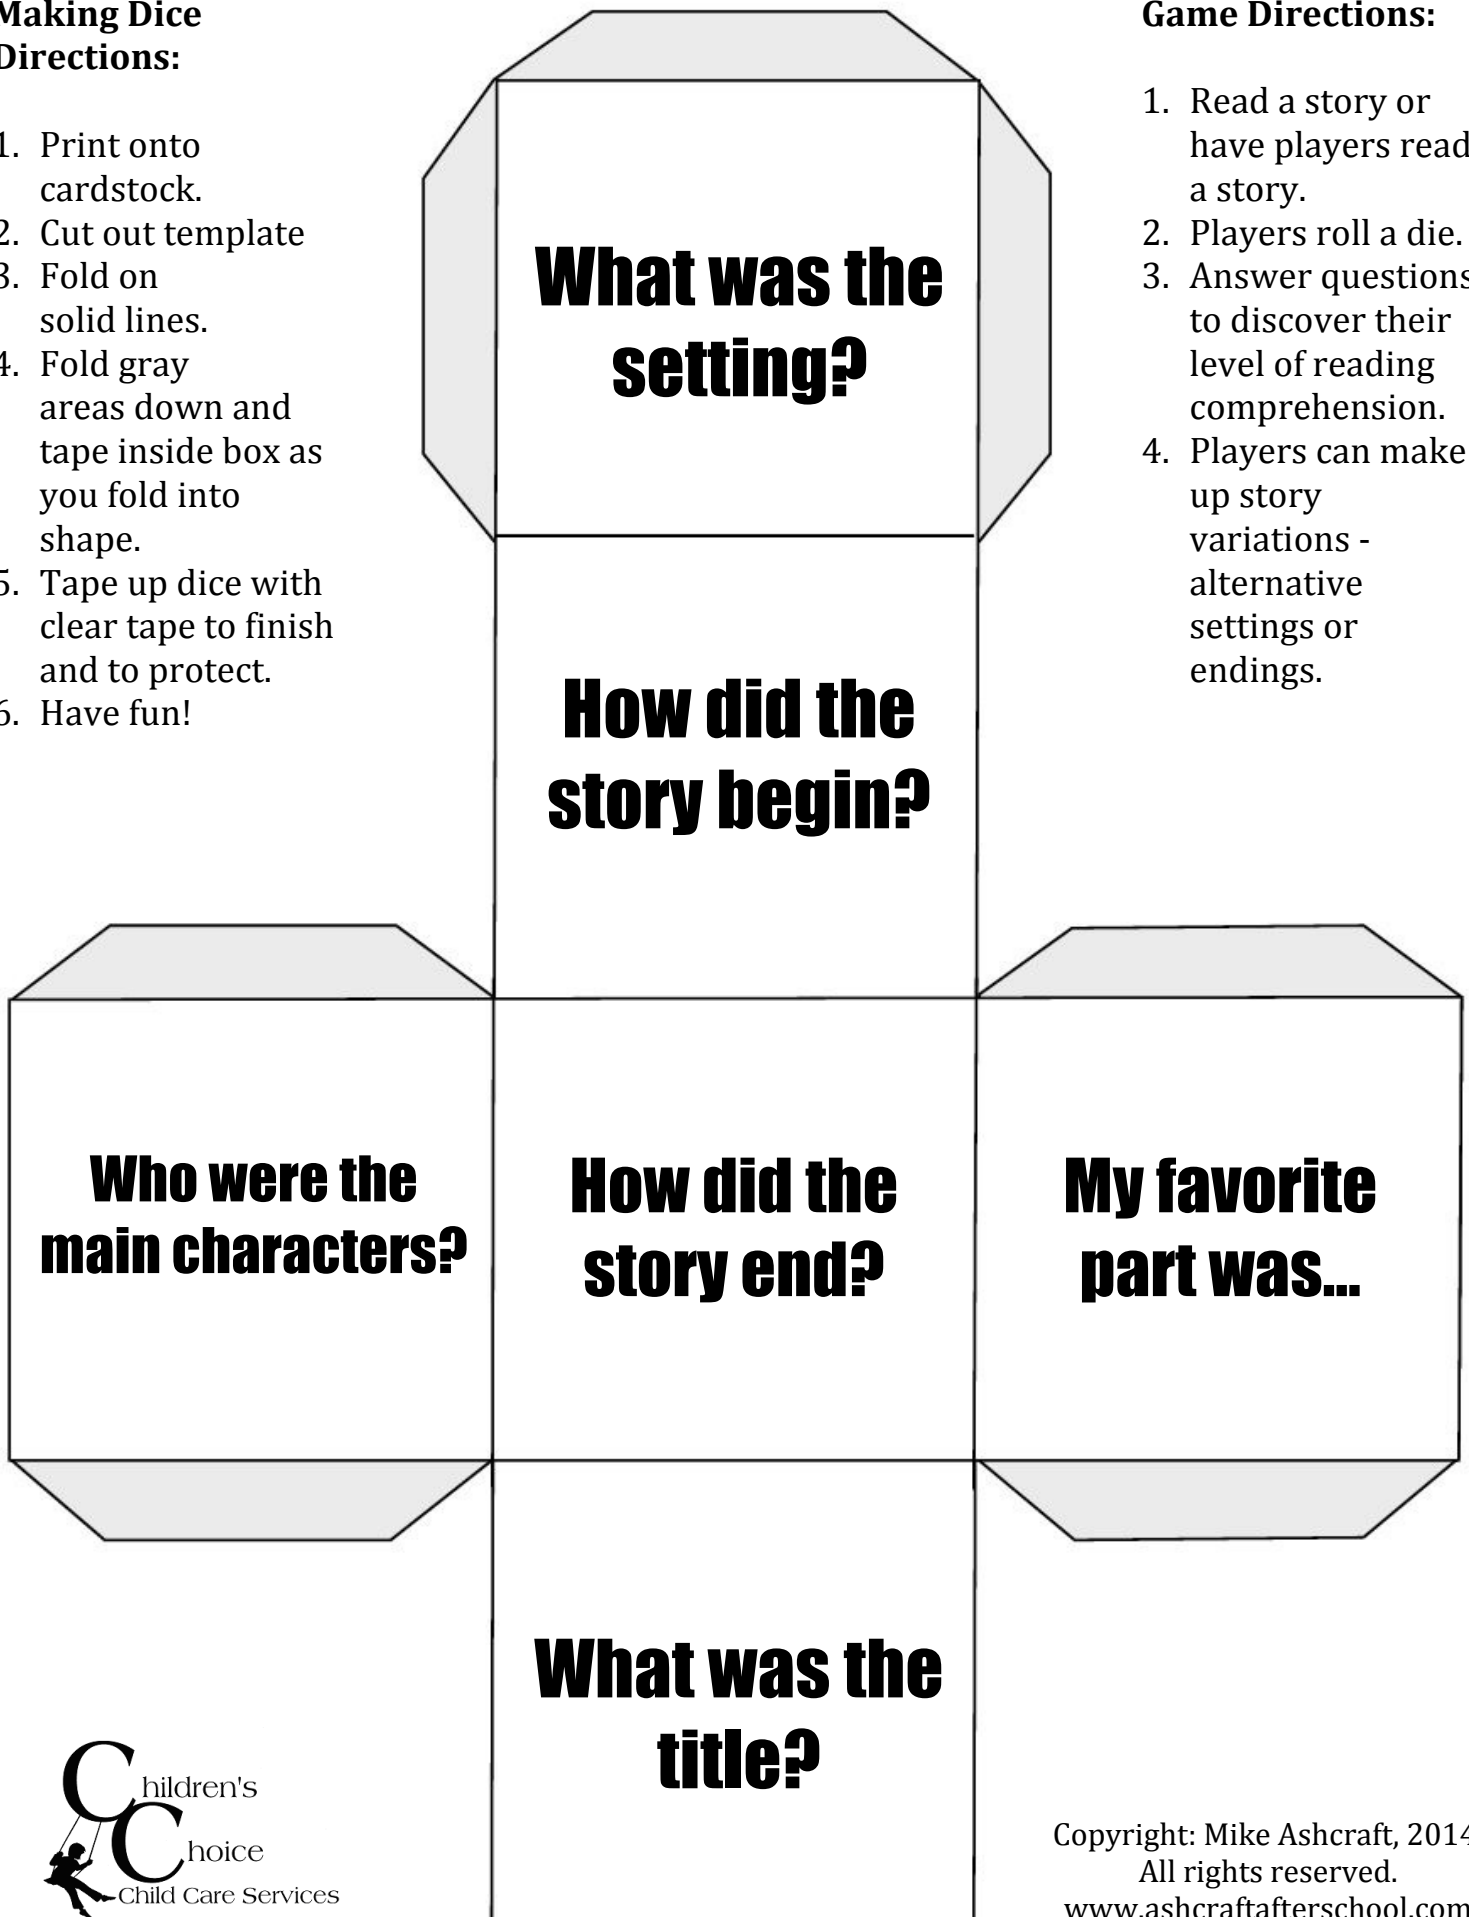 Making Dice
Directions:
1. Print onto
cardstock.
2. Cut out template
3. Fold on
solid lines.
4. Fold gray
areas down and
tape inside box as
you fold into
shape.
5. Tape up dice with
clear tape to finish
and to protect.
6. Have fun!
Game Directions:
1. Read a story or
have players read
a story.
2. Players roll a die.
3. Answer questions
to discover their
level of reading
comprehension.
4. Players can make
up story
variations -
alternative
settings or
endings.
What was the
setting?
How did the
story begin?
Who were the
main characters?
How did the
story end?
My favorite
part was...
What was the
title?
Children's
Choice
Child Care Services
Copyright: Mike Ashcraft, 2014
All rights reserved.
www.ashcraftafterschool.com